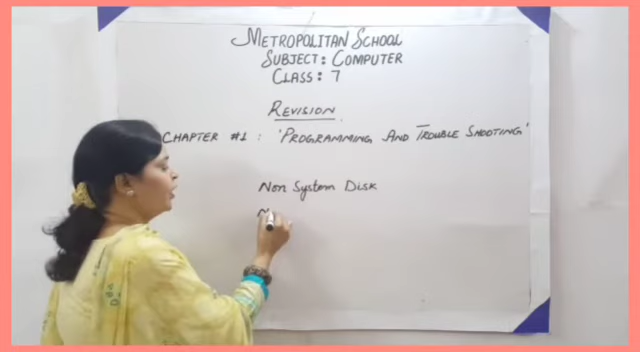 METROPOLITAN SCHOOL
SUBJECT: COMPUTER
CLASS: 7
REVISION
CHAPTER #1: 'PROGRAMMING AND TROUBLE SHOOTING'
Non System Disk
N